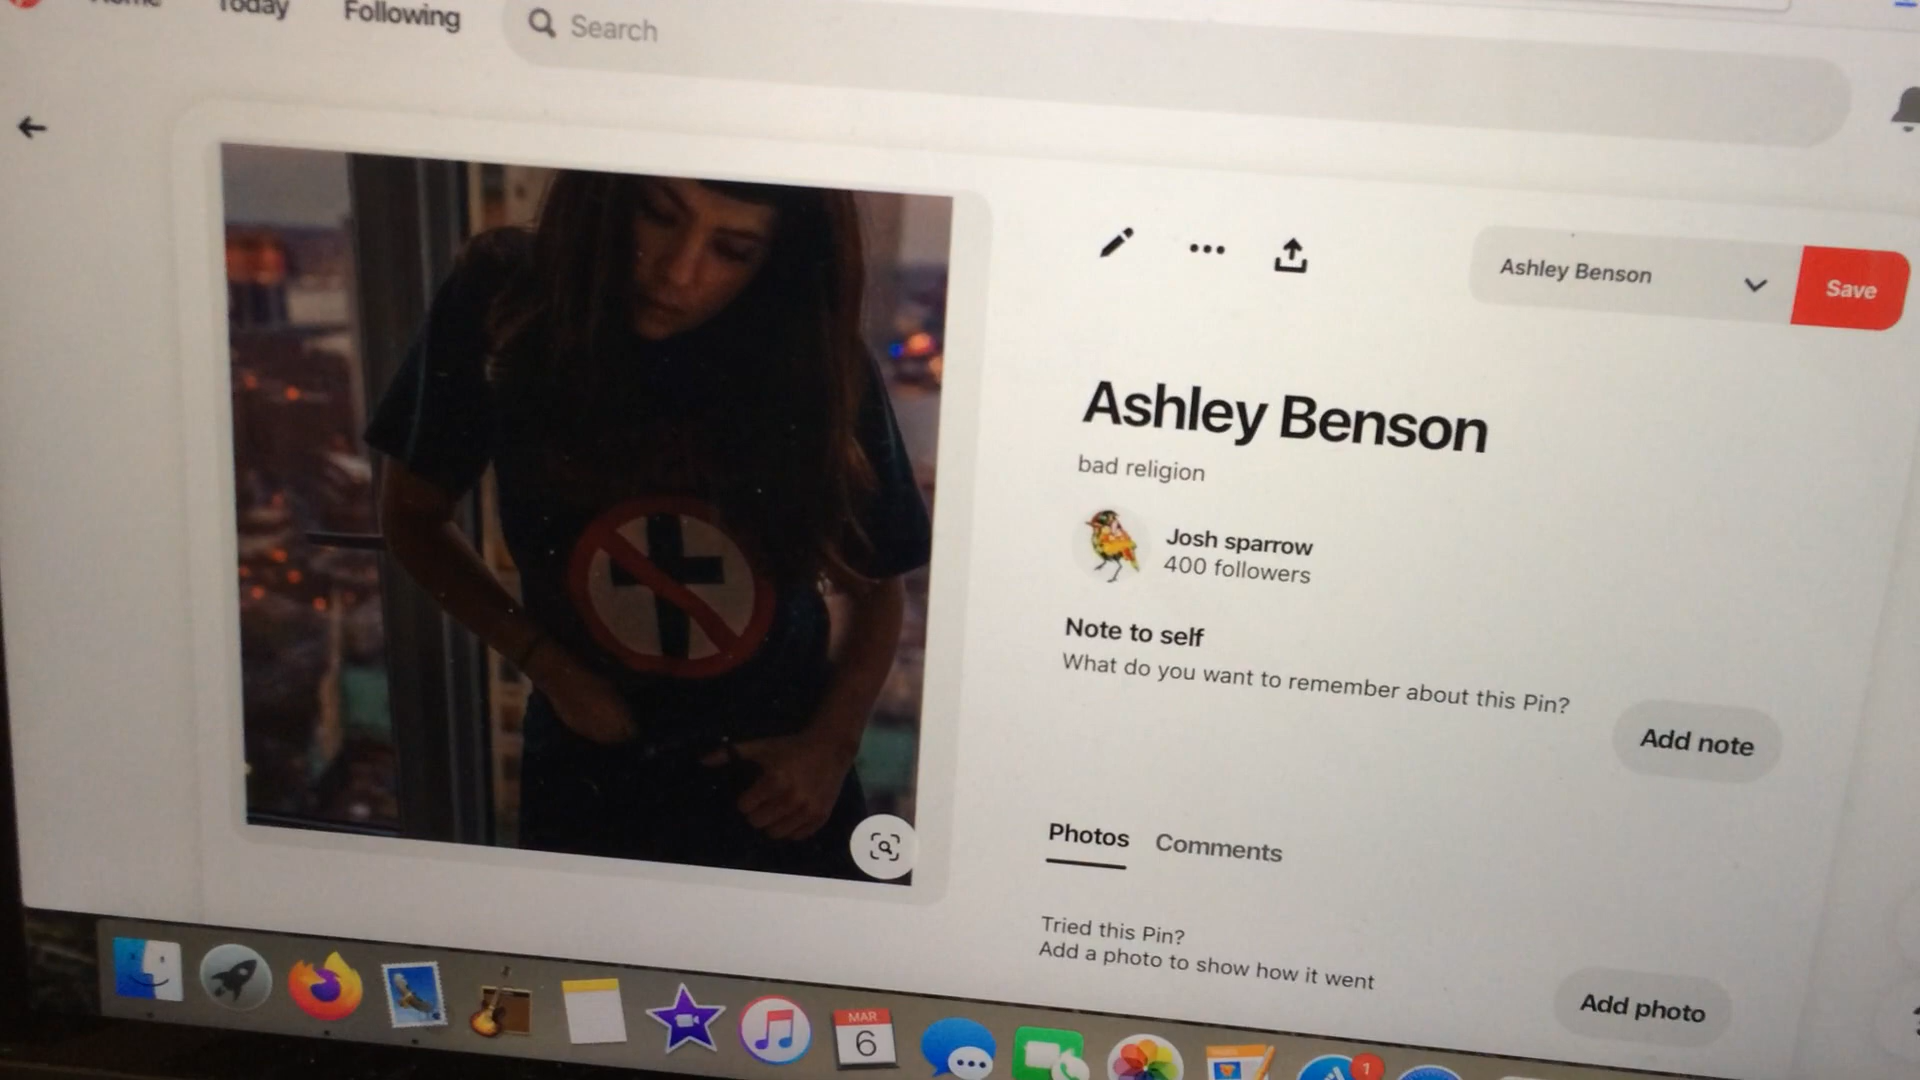 Home Today Following Search
Ashley Benson Save
Ashley Benson
bad religion
Josh sparrow
400 followers
Note to self
What do you want to remember about this Pin?
Add note
Photos Comments
Tried this Pin?
Add a photo to show how it went
Add photo
MAR
6
1